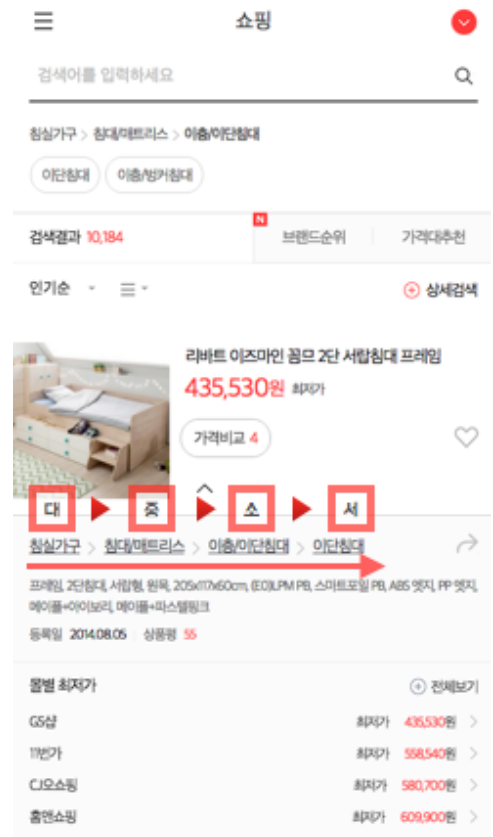 쇼핑
검색어를 입력하세요
침실가구 > 침대/매트리스 > 이층/이단침대
이단침대 이층/벙커침대
N
검색결과 10,184 브랜드순위 가격대추천
인기순 상세검색
리바트 이즈마인 꼼므 2단 서랍침대 프레임
435,530원 최저가
가격비교 4
대 중 소 서
침실가구 > 침대/매트리스 > 이층/이단침대 > 이단침대
프레임, 2단침대, 서랍형, 원목, 205x117x60cm, (E0)LPM PB, 스마트포일 PB, ABS 엣지, PP 엣지,
메이플+아이보리, 메이플+파스텔핑크
등록일 2014.08.05 상품평 55
몰별 최저가 전체보기
GS샵 최저가 435,530원 >
11번가 최저가 558,540원 >
CJ오쇼핑 최저가 580,700원 >
홈앤쇼핑 최저가 609,900원 >